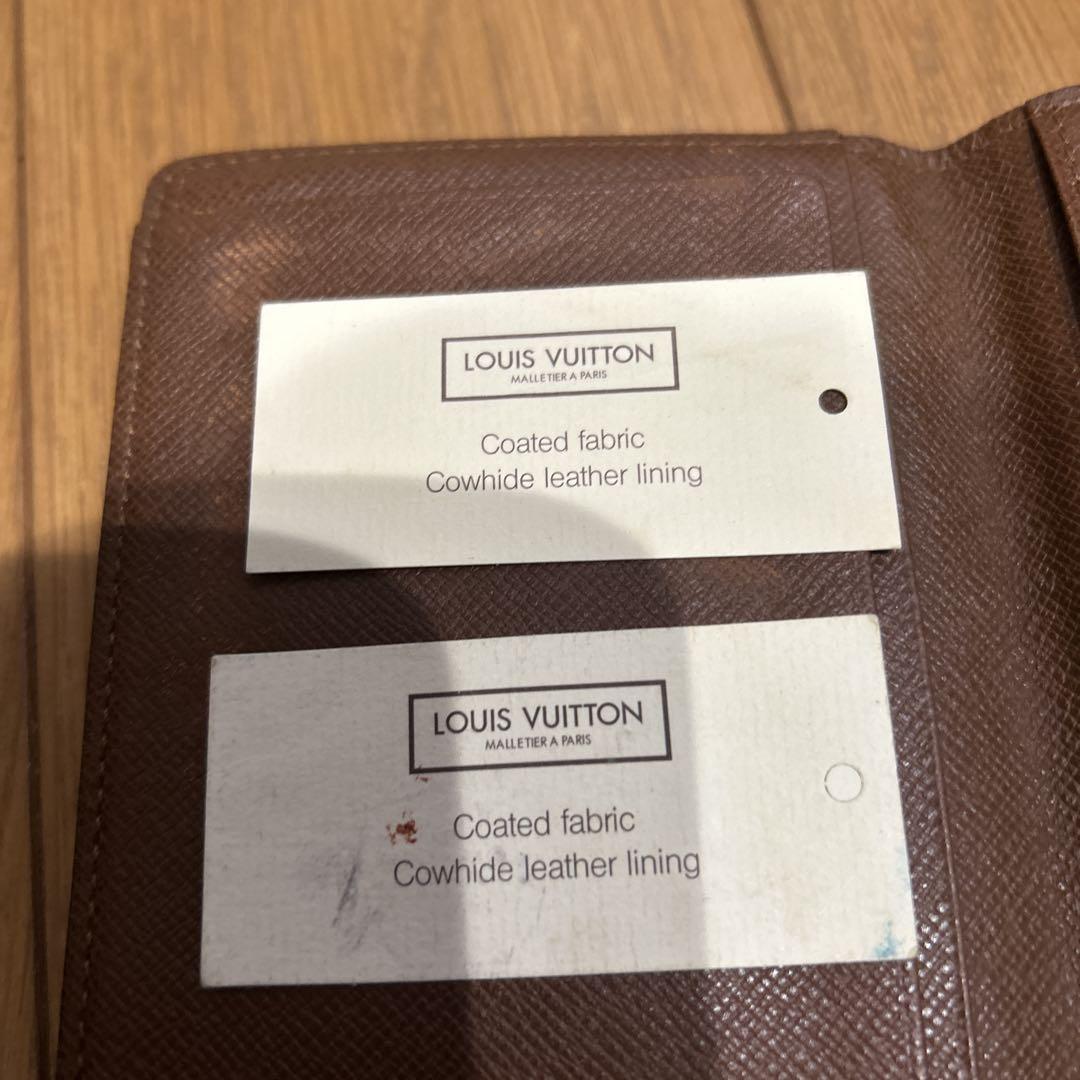 LOUIS VUITTON
MALLETIER A PARIS
Coated fabric
Cowhide leather lining
LOUIS VUITTON
MALLETIER A PARIS
Coated fabric
Cowhide leather lining